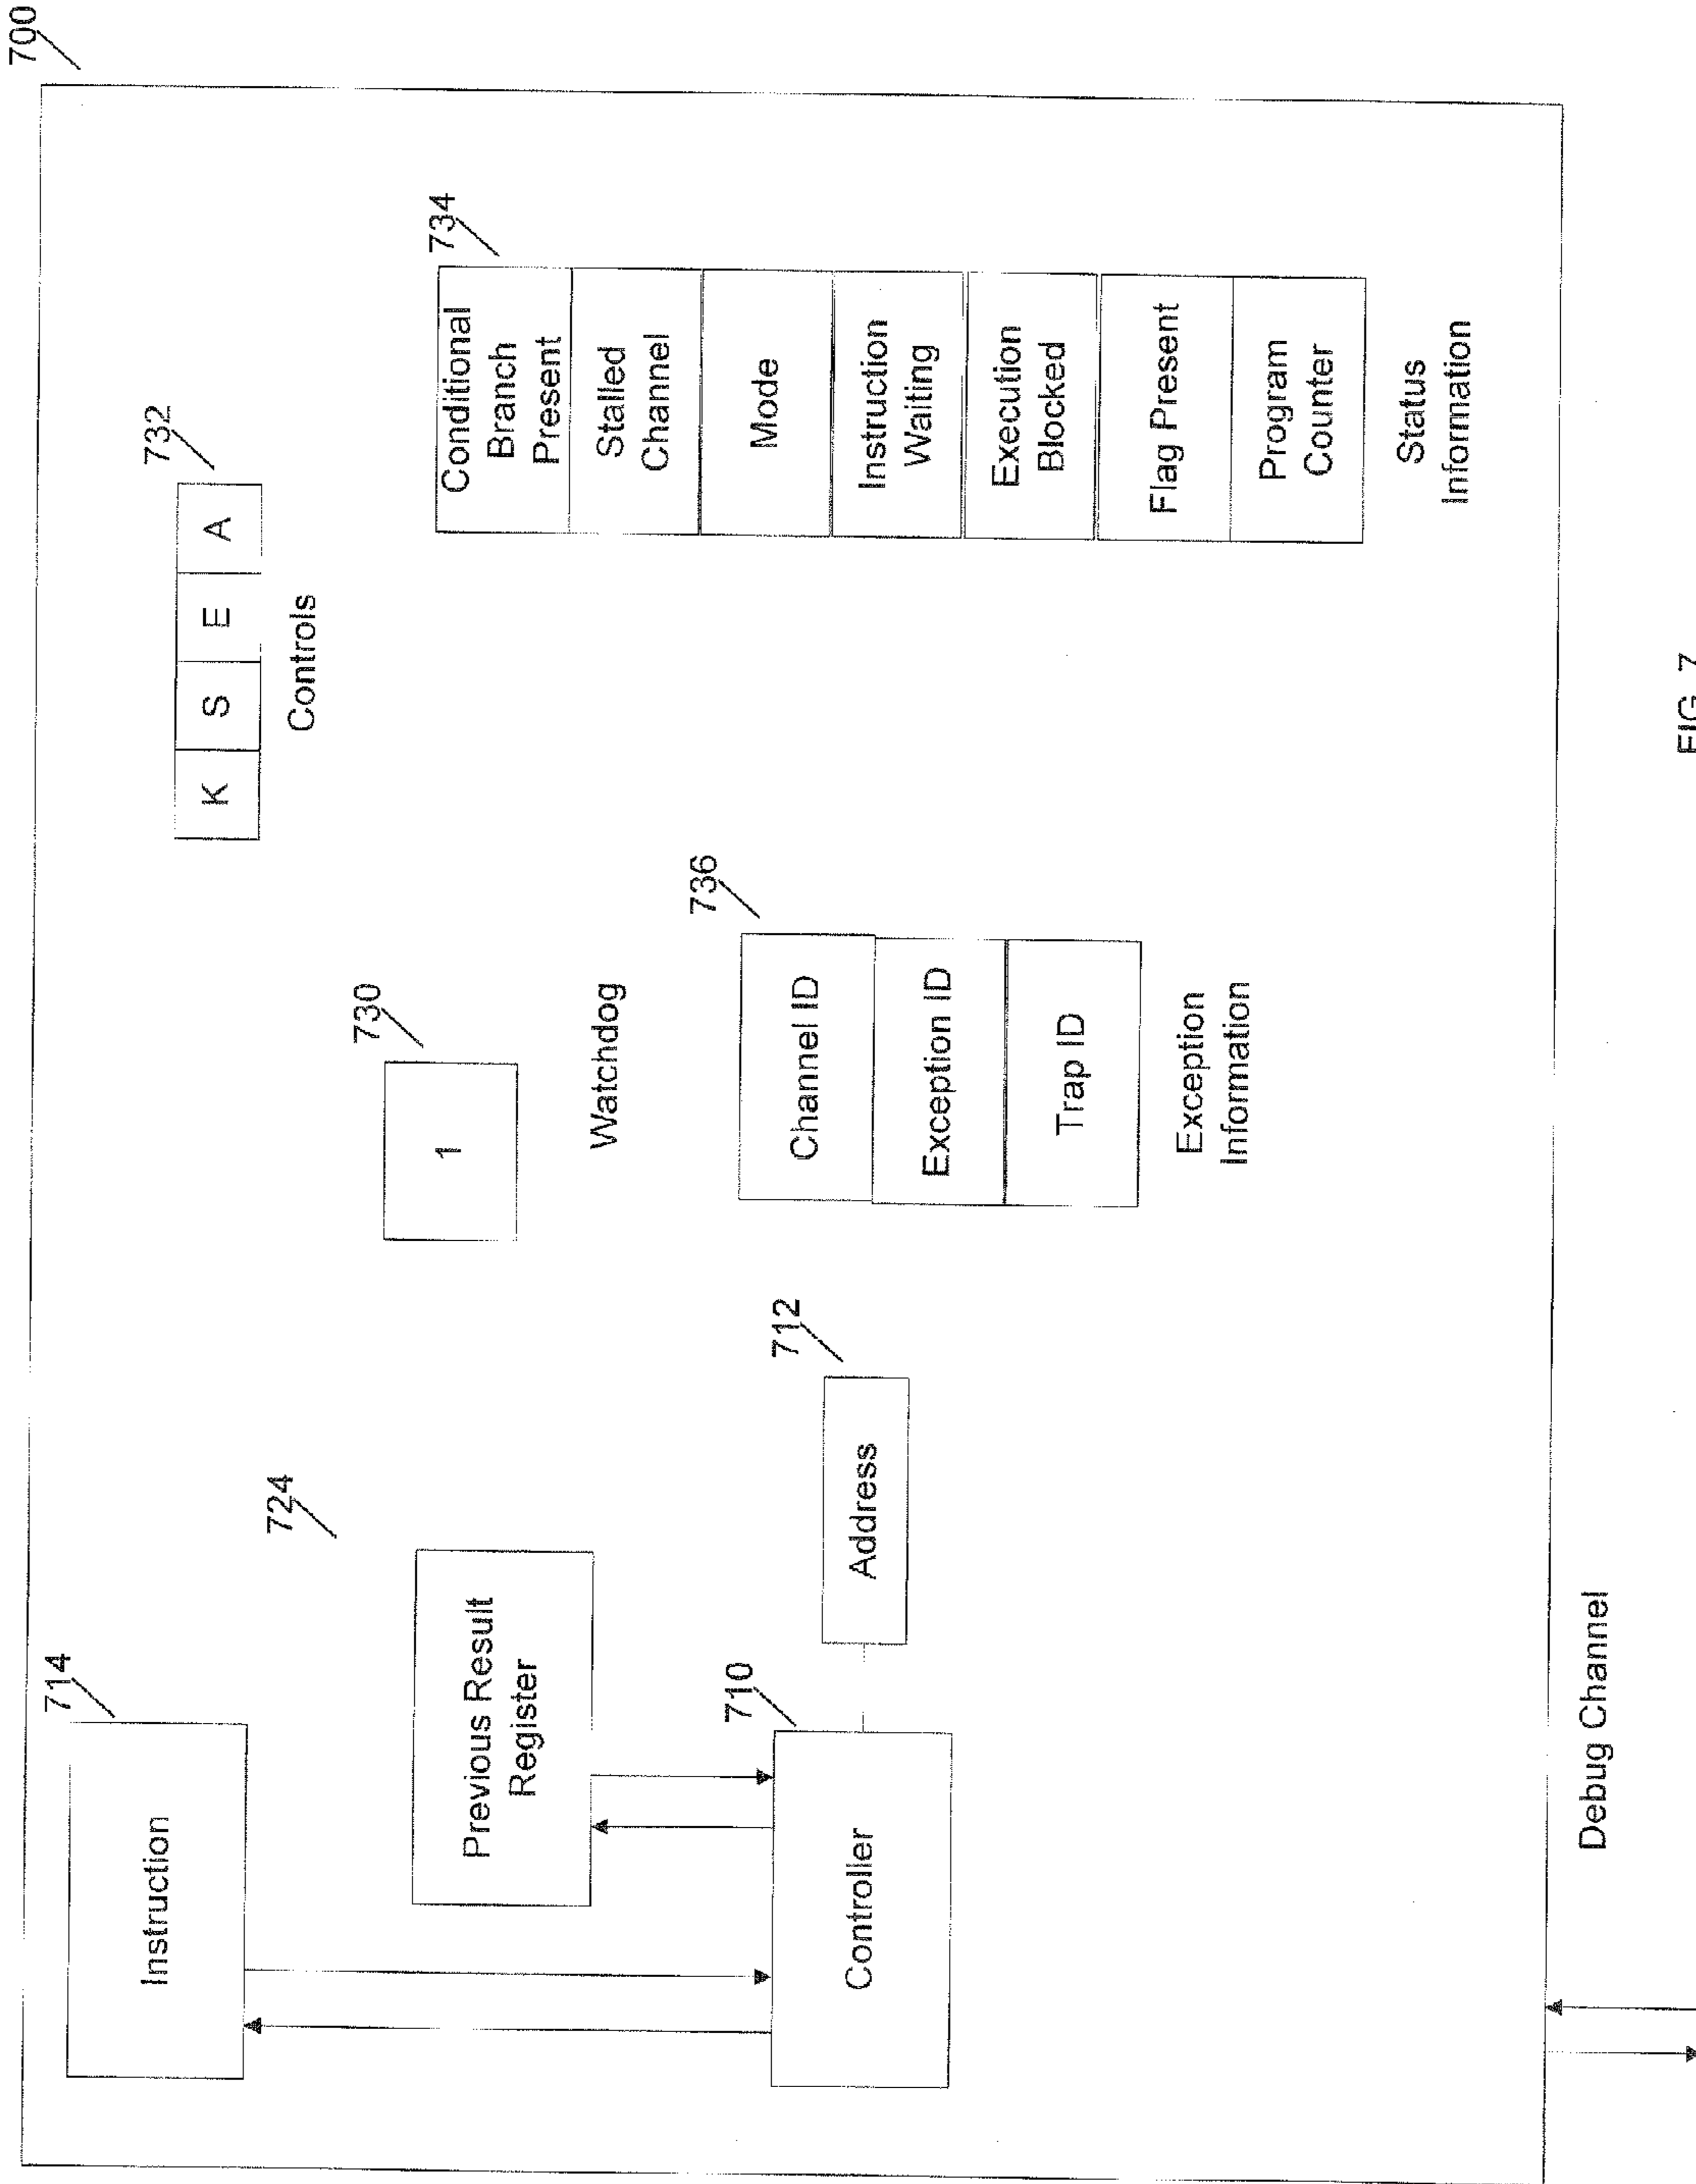 700
714
Instruction
724
Previous Result
Register
710
Controller
712
Address
730
1
Watchdog
732
K S E A
Controls
736
Channel ID
Exception ID
Trap ID
Exception
Information
734
Conditional
Branch
Present
Stalled
Channel
Mode
Instruction
Waiting
Execution
Blocked
Flag Present
Program
Counter
Status
Information
Debug Channel
FIG. 7